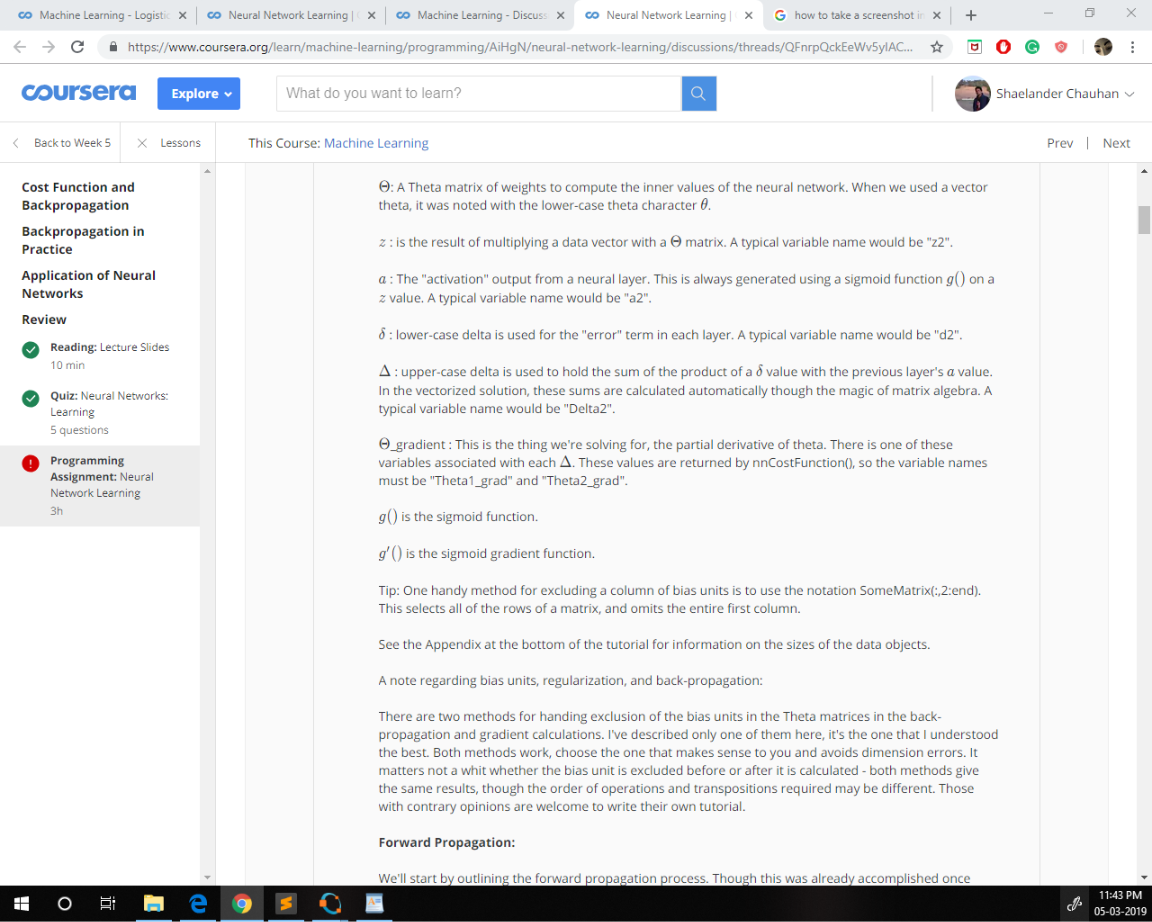 Machine Learning - Logistic
Neural Network Learning |
Machine Learning - Discuss
Neural Network Learning |
how to take a screenshot in
https://www.coursera.org/learn/machine-learning/programming/AiHgN/neural-network-learning/discussions/threads/QFnrpQckEeWv5yIAC...
coursera
Explore
What do you want to learn?
Shaelander Chauhan
Back to Week 5
Lessons
This Course: Machine Learning
Prev | Next
Cost Function and
Backpropagation
Backpropagation in
Practice
Application of Neural
Networks
Review
Reading: Lecture Slides
10 min
Quiz: Neural Networks:
Learning
5 questions
Programming
Assignment: Neural
Network Learning
3h
Θ: A Theta matrix of weights to compute the inner values of the neural network. When we used a vector
theta, it was noted with the lower-case theta character θ.
z : is the result of multiplying a data vector with a Θ matrix. A typical variable name would be "z2".
a : The "activation" output from a neural layer. This is always generated using a sigmoid function g() on a
z value. A typical variable name would be "a2".
δ : lower-case delta is used for the "error" term in each layer. A typical variable name would be "d2".
Δ : upper-case delta is used to hold the sum of the product of a δ value with the previous layer's a value.
In the vectorized solution, these sums are calculated automatically though the magic of matrix algebra. A
typical variable name would be "Delta2".
Θ_gradient : This is the thing we're solving for, the partial derivative of theta. There is one of these
variables associated with each Δ. These values are returned by nnCostFunction(), so the variable names
must be "Theta1_grad" and "Theta2_grad".
g() is the sigmoid function.
g′() is the sigmoid gradient function.
Tip: One handy method for excluding a column of bias units is to use the notation SomeMatrix(:,2:end).
This selects all of the rows of a matrix, and omits the entire first column.
See the Appendix at the bottom of the tutorial for information on the sizes of the data objects.
A note regarding bias units, regularization, and back-propagation:
There are two methods for handing exclusion of the bias units in the Theta matrices in the back-
propagation and gradient calculations. I've described only one of them here, it's the one that I understood
the best. Both methods work, choose the one that makes sense to you and avoids dimension errors. It
matters not a whit whether the bias unit is excluded before or after it is calculated - both methods give
the same results, though the order of operations and transpositions required may be different. Those
with contrary opinions are welcome to write their own tutorial.
Forward Propagation:
We'll start by outlining the forward propagation process. Though this was already accomplished once
11:43 PM
05-03-2019